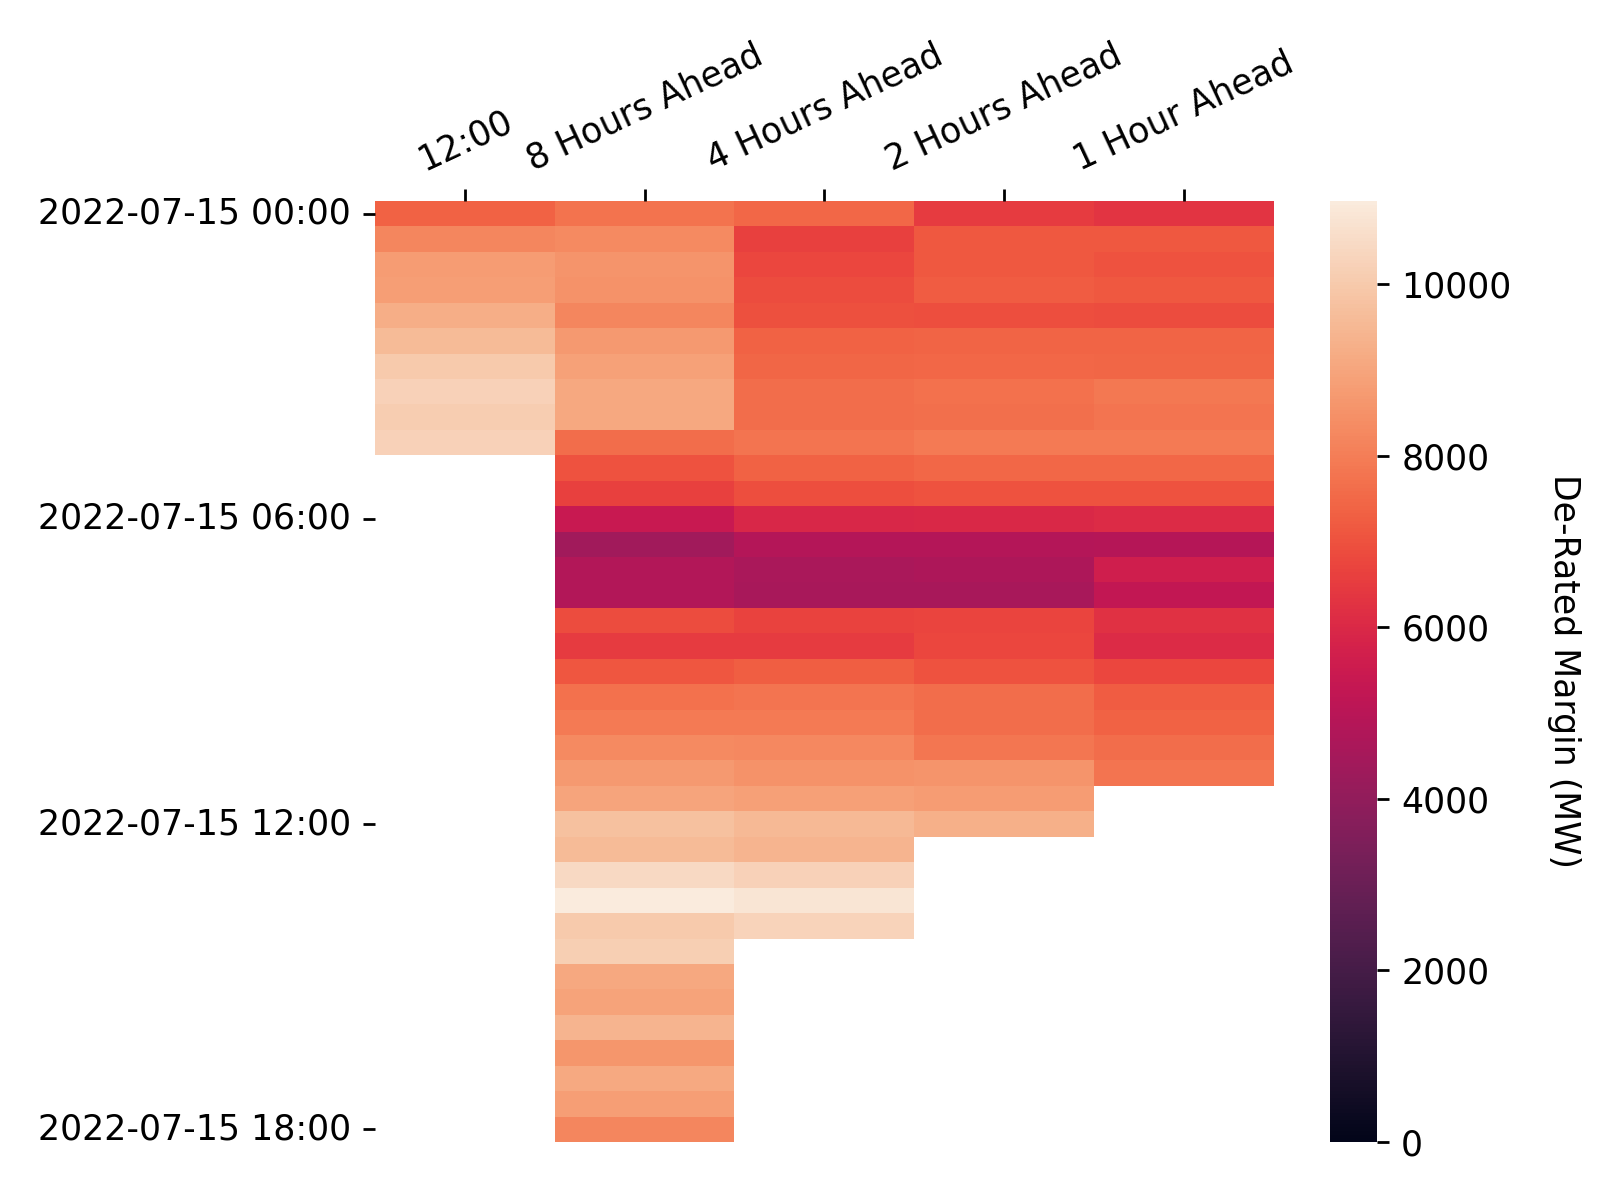 12:00
8 Hours Ahead
4 Hours Ahead
2 Hours Ahead
1 Hour Ahead
2022-07-15 00:00
2022-07-15 06:00
2022-07-15 12:00
2022-07-15 18:00
10000
8000
6000
4000
2000
0
De-Rated Margin (MW)